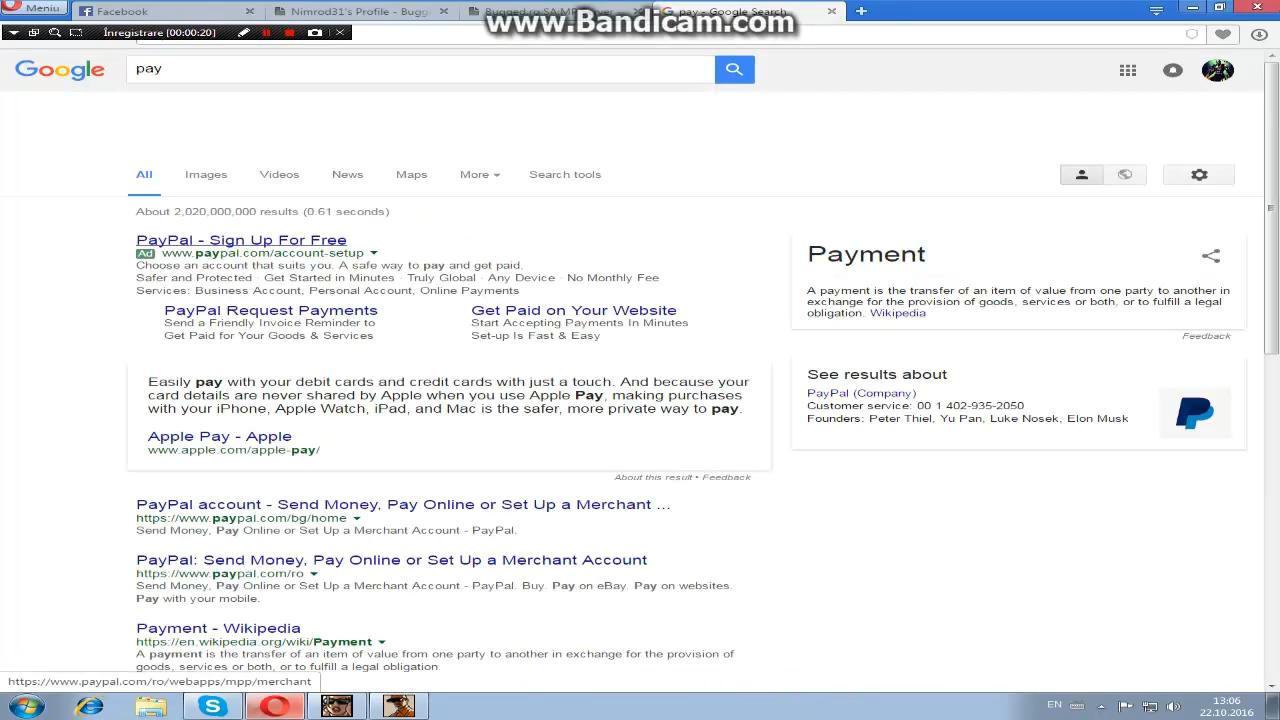 Meniu
Facebook
Nimrod31's Profile - Bugg
Bugged.ro SA:MP
pay - Google Search
www.Bandicam.com
Înregistrare [00:00:20]
Google
pay
All
Images
Videos
News
Maps
More
Search tools
About 2,020,000,000 results (0.61 seconds)
PayPal - Sign Up For Free
Ad www.paypal.com/account-setup
Choose an account that suits you. A safe way to pay and get paid.
Safer and Protected · Get Started in Minutes · Truly Global · Any Device · No Monthly Fee
Services: Business Account, Personal Account, Online Payments
PayPal Request Payments
Send a Friendly Invoice Reminder to
Get Paid for Your Goods & Services
Get Paid on Your Website
Start Accepting Payments In Minutes
Set-up Is Fast & Easy
Easily pay with your debit cards and credit cards with just a touch. And because your
card details are never shared by Apple when you use Apple Pay, making purchases
with your iPhone, Apple Watch, iPad, and Mac is the safer, more private way to pay.
Apple Pay - Apple
www.apple.com/apple-pay/
About this result • Feedback
PayPal account - Send Money, Pay Online or Set Up a Merchant ...
https://www.paypal.com/bg/home
Send Money, Pay Online or Set Up a Merchant Account - PayPal.
PayPal: Send Money, Pay Online or Set Up a Merchant Account
https://www.paypal.com/ro
Send Money, Pay Online or Set Up a Merchant Account - PayPal. Buy. Pay on eBay. Pay on websites.
Pay with your mobile.
Payment - Wikipedia
https://en.wikipedia.org/wiki/Payment
A payment is the transfer of an item of value from one party to another in exchange for the provision of
goods, services or both, or to fulfill a legal obligation.
Payment
A payment is the transfer of an item of value from one party to another in
exchange for the provision of goods, services or both, or to fulfill a legal
obligation. Wikipedia
Feedback
See results about
PayPal (Company)
Customer service: 00 1 402-935-2050
Founders: Peter Thiel, Yu Pan, Luke Nosek, Elon Musk
https://www.paypal.com/ro/webapps/mpp/merchant
EN
13:06
22.10.2016